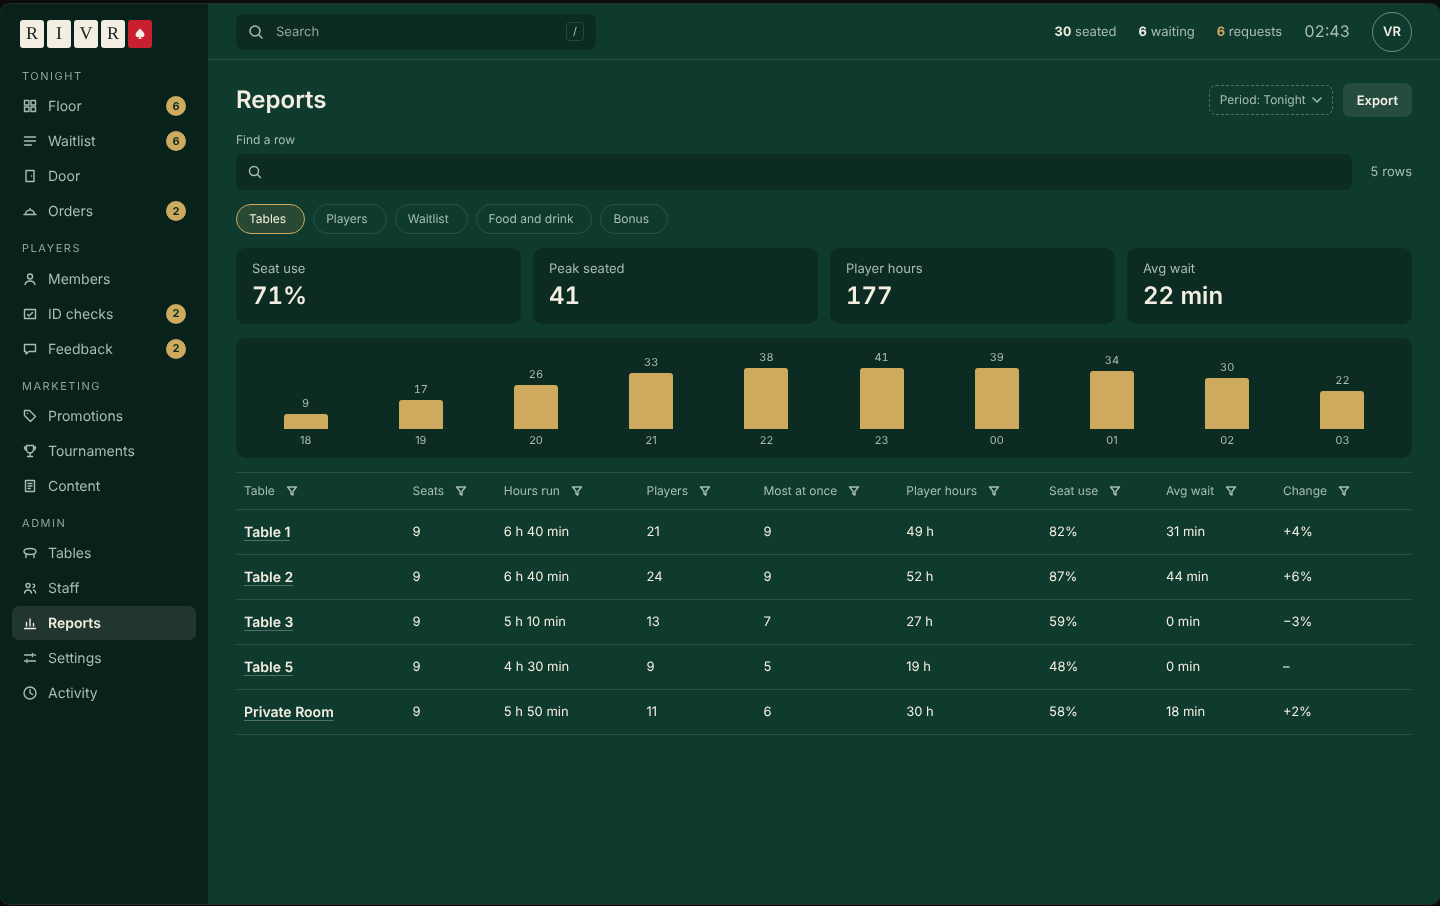 RIVR
Search
/
30 seated
6 waiting
6 requests
02:43
VR
TONIGHT
Floor 6
Waitlist 6
Door
Orders 2
PLAYERS
Members
ID checks 2
Feedback 2
MARKETING
Promotions
Tournaments
Content
ADMIN
Tables
Staff
Reports
Settings
Activity
Reports
Period: Tonight
Export
Find a row
5 rows
Tables Players Waitlist Food and drink Bonus
Seat use
71%
Peak seated
41
Player hours
177
Avg wait
22 min
9 17 26 33 38 41 39 34 30 22
18 19 20 21 22 23 00 01 02 03
Table Seats Hours run Players Most at once Player hours Seat use Avg wait Change
Table 1 9 6 h 40 min 21 9 49 h 82% 31 min +4%
Table 2 9 6 h 40 min 24 9 52 h 87% 44 min +6%
Table 3 9 5 h 10 min 13 7 27 h 59% 0 min −3%
Table 5 9 4 h 30 min 9 5 19 h 48% 0 min –
Private Room 9 5 h 50 min 11 6 30 h 58% 18 min +2%